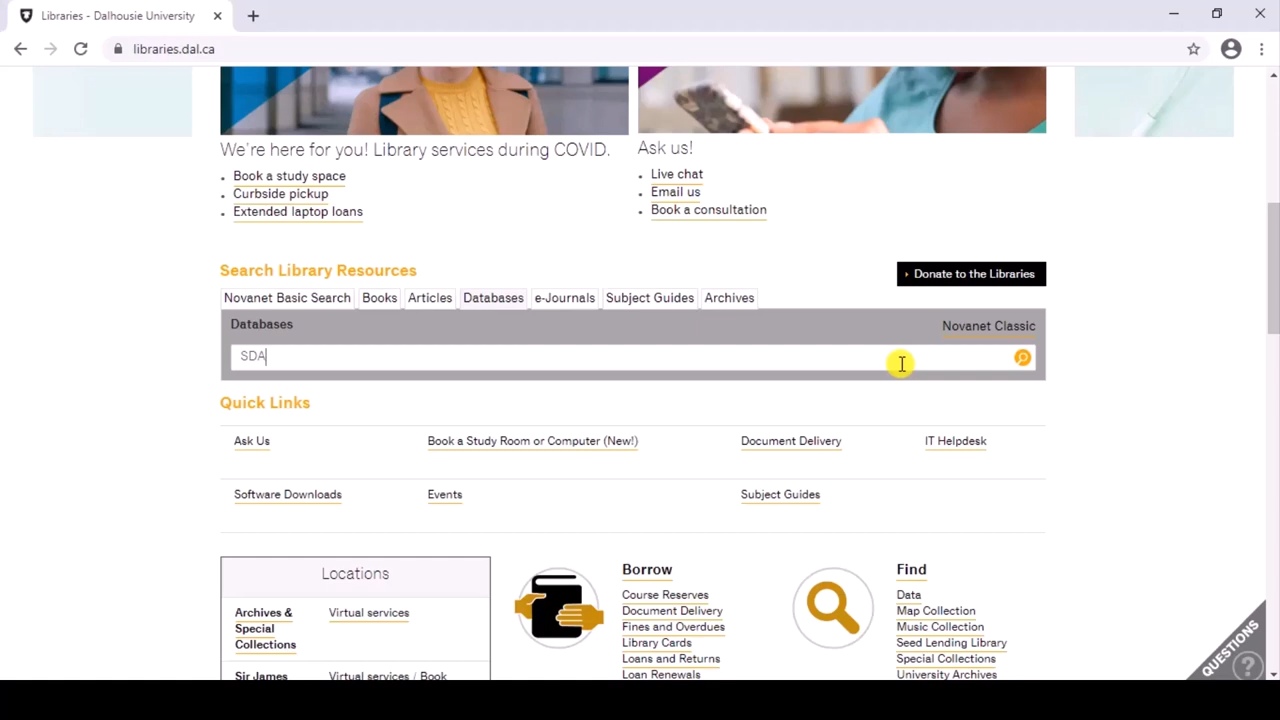 Libraries - Dalhousie University
libraries.dal.ca
We're here for you! Library services during COVID.
Book a study space
Curbside pickup
Extended laptop loans
Ask us!
Live chat
Email us
Book a consultation
Search Library Resources
Donate to the Libraries
Novanet Basic Search Books Articles Databases e-Journals Subject Guides Archives
Databases
Novanet Classic
SDA
Quick Links
Ask Us Book a Study Room or Computer (New!) Document Delivery IT Helpdesk
Software Downloads Events Subject Guides
Locations
Archives & Special Collections
Virtual services
Sir James
Virtual services / Book
Borrow
Course Reserves
Document Delivery
Fines and Overdues
Library Cards
Loans and Returns
Loan Renewals
Find
Data
Map Collection
Music Collection
Seed Lending Library
Special Collections
University Archives
QUESTIONS
?